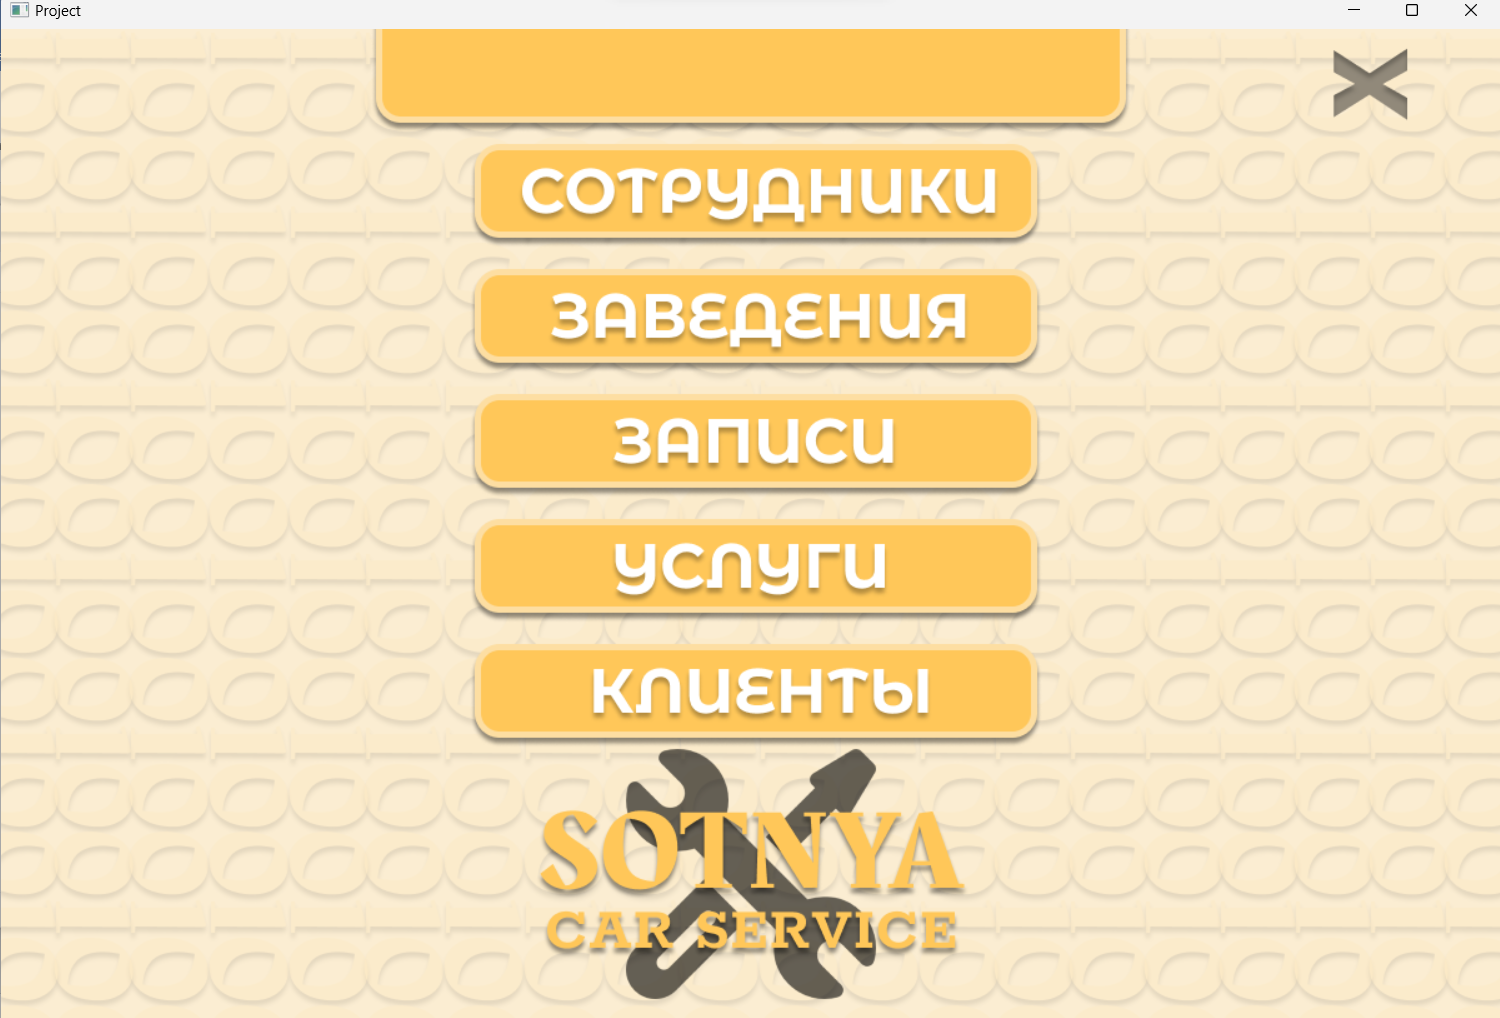 Project
СОТРУДНИКИ
ЗАВЕДЕНИЯ
ЗАПИСИ
УСЛУГИ
КЛИЕНТЫ
SOTNYA
CAR SERVICE